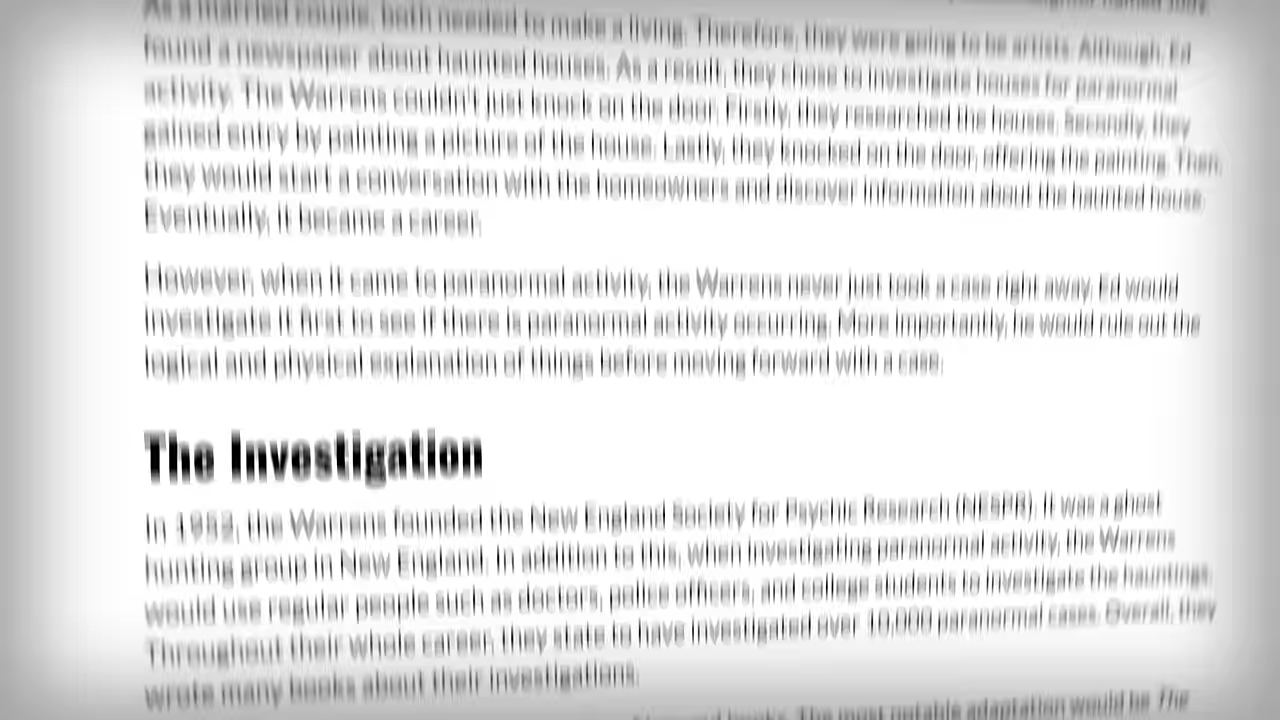 As a married couple, both needed to make a living. Therefore, they were going to be artists. Although, Ed
found a newspaper about haunted houses. As a result, they chose to investigate houses for paranormal
activity. The Warrens couldn't just knock on the door. Firstly, they researched the houses. Secondly, they
gained entry by painting a picture of the house. Lastly, they knocked on the door, offering the painting. Then,
they would start a conversation with the homeowners and discover information about the haunted house.
Eventually, it became a career.
However, when it came to paranormal activity, the Warrens never just took a case right away. Ed would
investigate it first to see if there is paranormal activity occurring. More importantly, he would rule out the
logical and physical explanation of things before moving forward with a case.
The Investigation
In 1952, the Warrens founded the New England Society for Psychic Research (NESPR). It was a ghost
hunting group in New England. In addition to this, when investigating paranormal activity, the Warrens
would use regular people such as doctors, police officers, and college students to investigate the hauntings.
Throughout their whole career, they state to have investigated over 10,000 paranormal cases. Overall, they
wrote many books about their investigations.
books. The most notable adaptation would be The